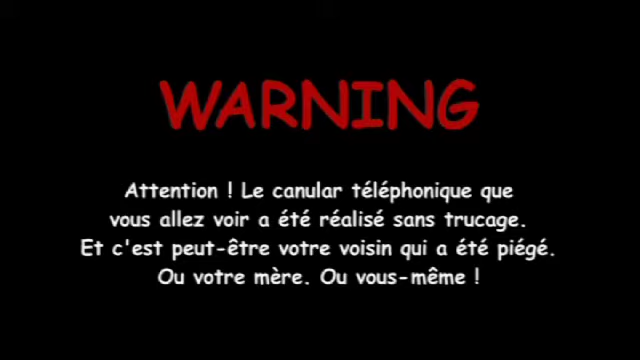 WARNING
Attention ! Le canular téléphonique que
vous allez voir a été réalisé sans trucage.
Et c'est peut-être votre voisin qui a été piégé.
Ou votre mère. Ou vous-même !